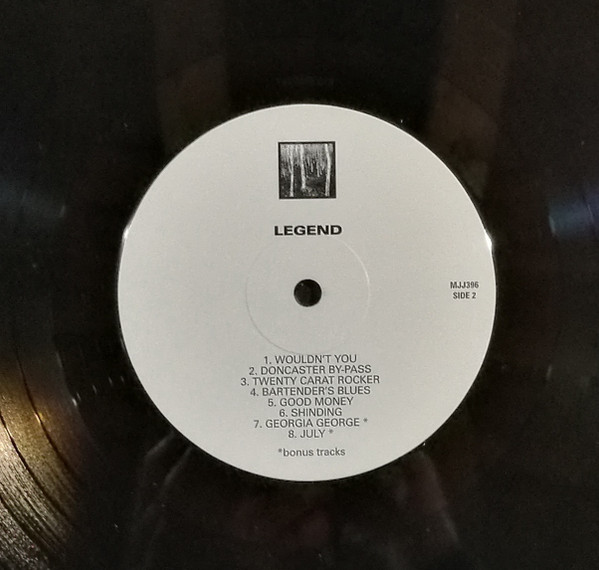 LEGEND
MJJ396
SIDE 2
1. WOULDN'T YOU
2. DONCASTER BY-PASS
3. TWENTY CARAT ROCKER
4. BARTENDER'S BLUES
5. GOOD MONEY
6. SHINDING
7. GEORGIA GEORGE *
8. JULY *
*bonus tracks